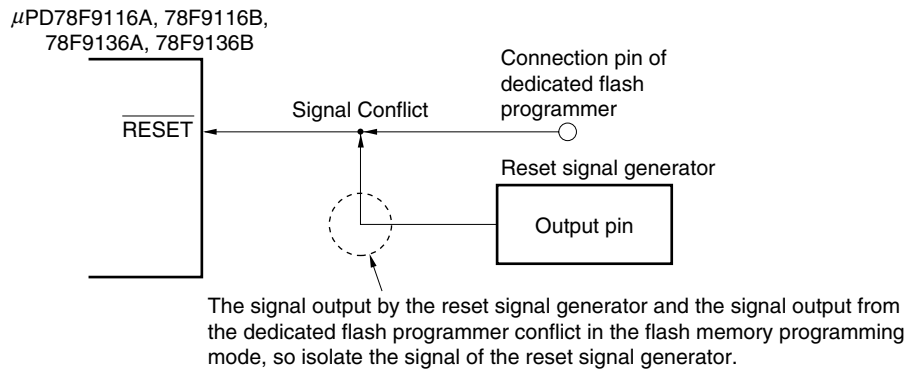 μPD78F9116A, 78F9116B,
78F9136A, 78F9136B
Connection pin of
dedicated flash
programmer
Signal Conflict
RESET
Reset signal generator
Output pin
The signal output by the reset signal generator and the signal output from
the dedicated flash programmer conflict in the flash memory programming
mode, so isolate the signal of the reset signal generator.